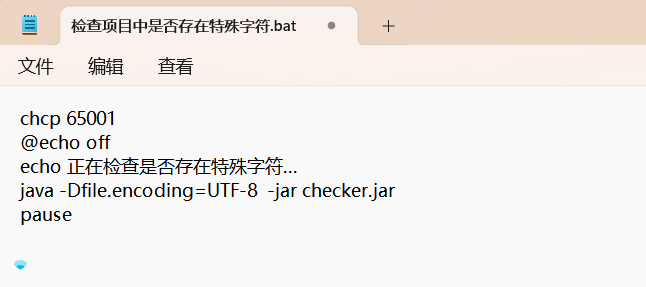 检查项目中是否存在特殊字符.bat
文件 编辑 查看
chcp 65001
@echo off
echo 正在检查是否存在特殊字符...
java -Dfile.encoding=UTF-8  -jar checker.jar
pause